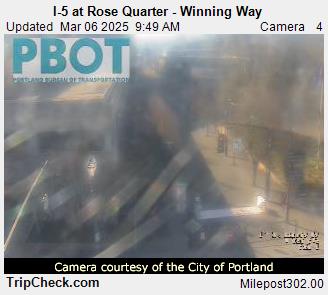 I-5 at Rose Quarter - Winning Way
Updated Mar 06 2025 9:49 AM Camera 4
PBOT
PORTLAND BUREAU OF TRANSPORTATION
Camera courtesy of the City of Portland
TripCheck.com Milepost302.00